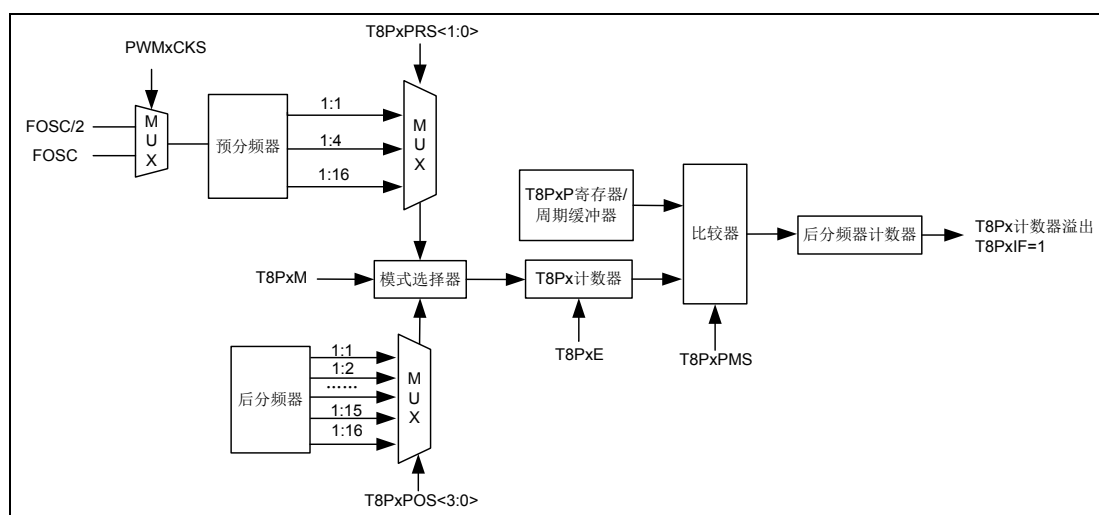 T8PxPRS<1:0>
PWMxCKS
FOSC/2
FOSC
M
U
X
预分频器
1:1
1:4
1:16
M
U
X
T8PxP寄存器/
周期缓冲器
比较器
后分频器计数器
T8Px计数器溢出
T8PxIF=1
T8PxM
模式选择器
T8Px计数器
T8PxE
T8PxPMS
后分频器
1:1
1:2
……
1:15
1:16
M
U
X
T8PxPOS<3:0>